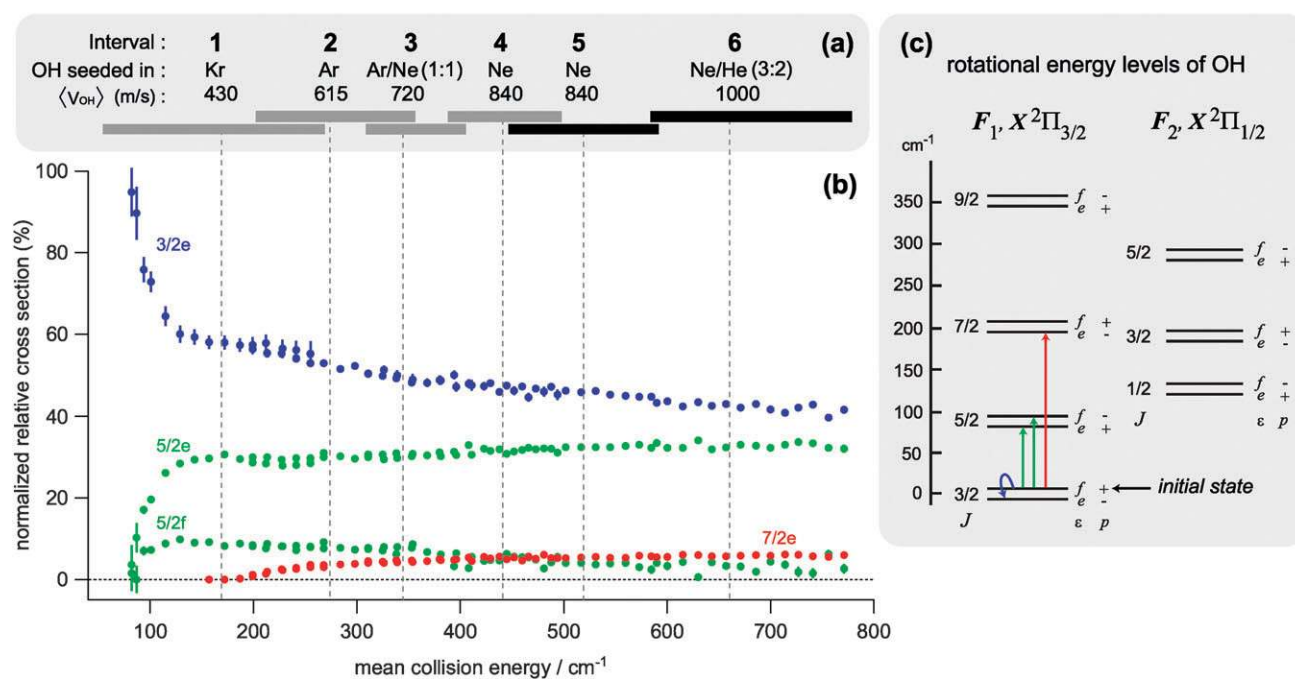 Interval : 1 2 3 4 5 6 (a)
OH seeded in : Kr Ar Ar/Ne (1:1) Ne Ne Ne/He (3:2)
⟨VOH⟩ (m/s) : 430 615 720 840 840 1000
(b)
normalized relative cross section (%)
100
80
60
40
20
0
3/2e
5/2e
5/2f
7/2e
100 200 300 400 500 600 700 800
mean collision energy / cm-1
(c)
rotational energy levels of OH
F1, X2Π3/2 F2, X2Π1/2
cm-1
350
300
250
200
150
100
50
0
9/2 f -
e +
7/2 f +
e -
5/2 f -
e +
3/2 f + initial state
e -
J ε p
5/2 f -
e +
3/2 f +
e -
1/2 f -
e +
J ε p